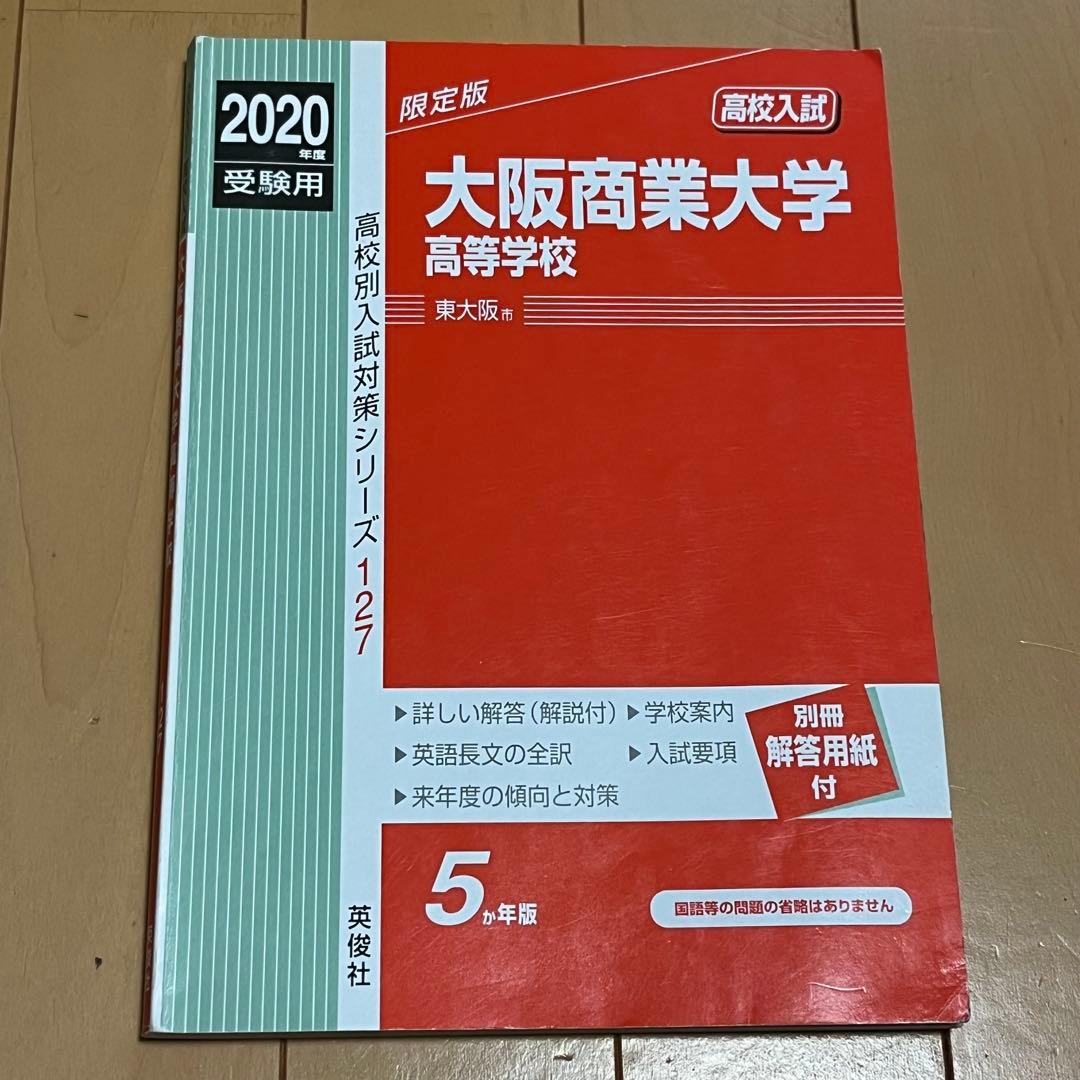 2020
年度
受験用
限定版
高校入試
大阪商業大学
高等学校
東大阪市
高校別入試対策シリーズ127
▶詳しい解答(解説付)
▶学校案内
▶英語長文の全訳
▶入試要項
▶来年度の傾向と対策
別冊
解答用紙
付
5か年版
国語等の問題の省略はありません
英俊社